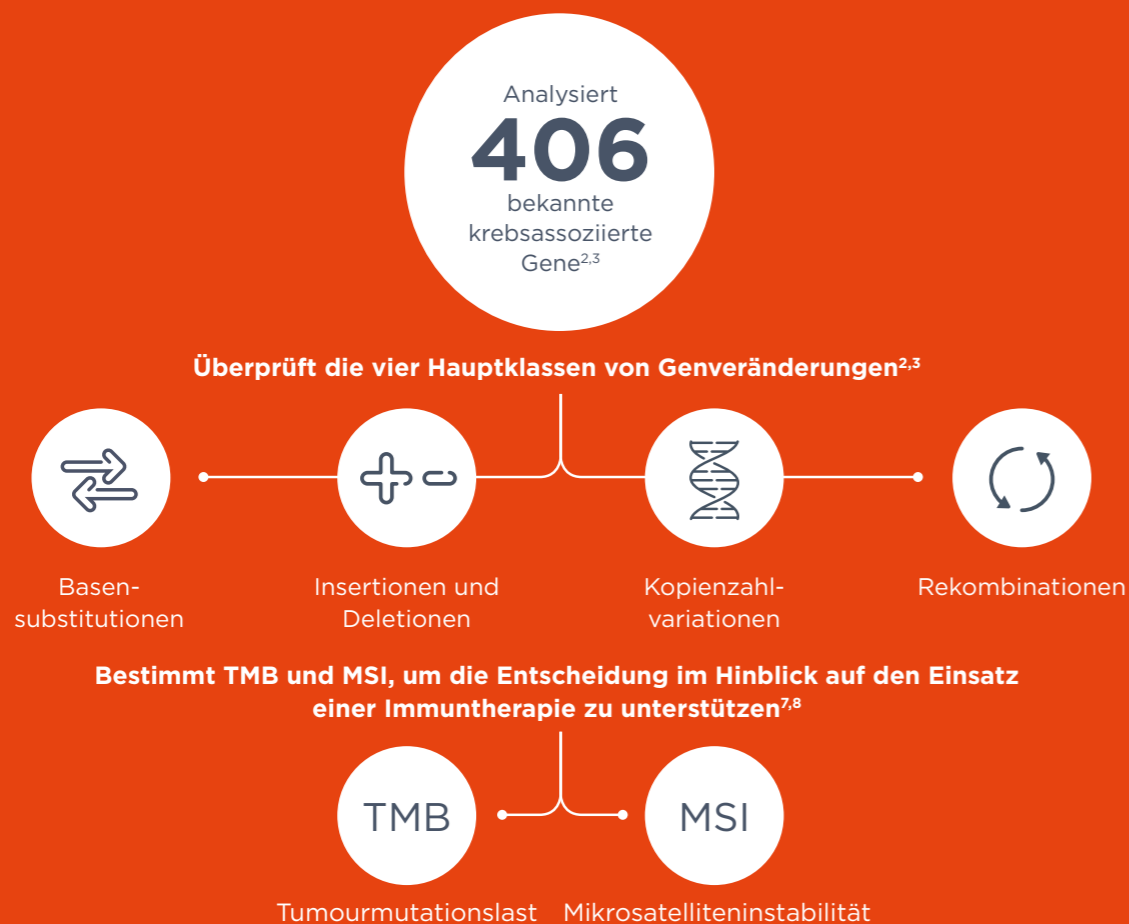 Analysiert
406
bekannte
krebsassoziierte
Gene2,3
Überprüft die vier Hauptklassen von Genveränderungen2,3
Basen-
substitutionen
Insertionen und
Deletionen
Kopienzahl-
variationen
Rekombinationen
Bestimmt TMB und MSI, um die Entscheidung im Hinblick auf den Einsatz
einer Immuntherapie zu unterstützen7,8
TMB
MSI
Tumourmutationslast
Mikrosatelliteninstabilität